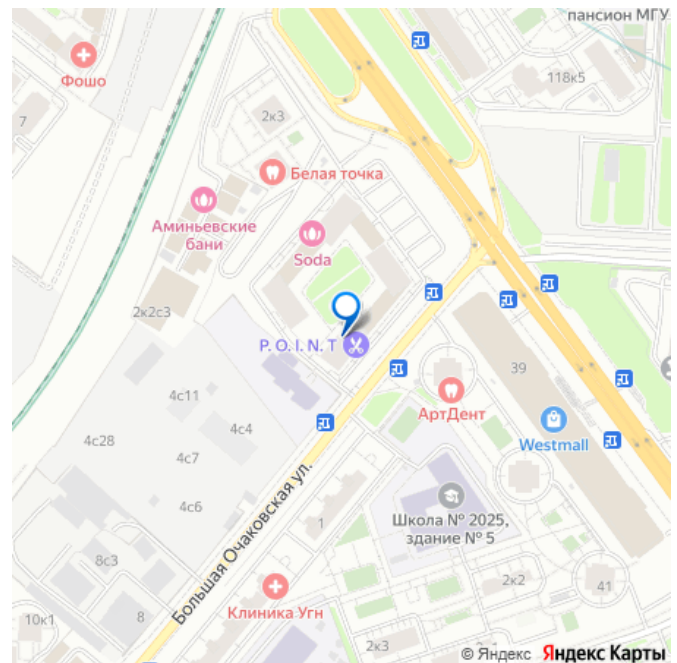 пансион МГУ
Фошо
118к5
7
2к3
Белая точка
Аминьевские
бани
Soda
2к2с3
P. O. I. N. T
39
4с11
АртДент
4с4
Westmall
4с28
4с7
4с6
Школа № 2025,
здание № 5
1
Большая Очаковская ул.
8с3
2к2
41
Клиника Угн
10к1
8
2к3
2к1
© Яндекс Яндекс Карты